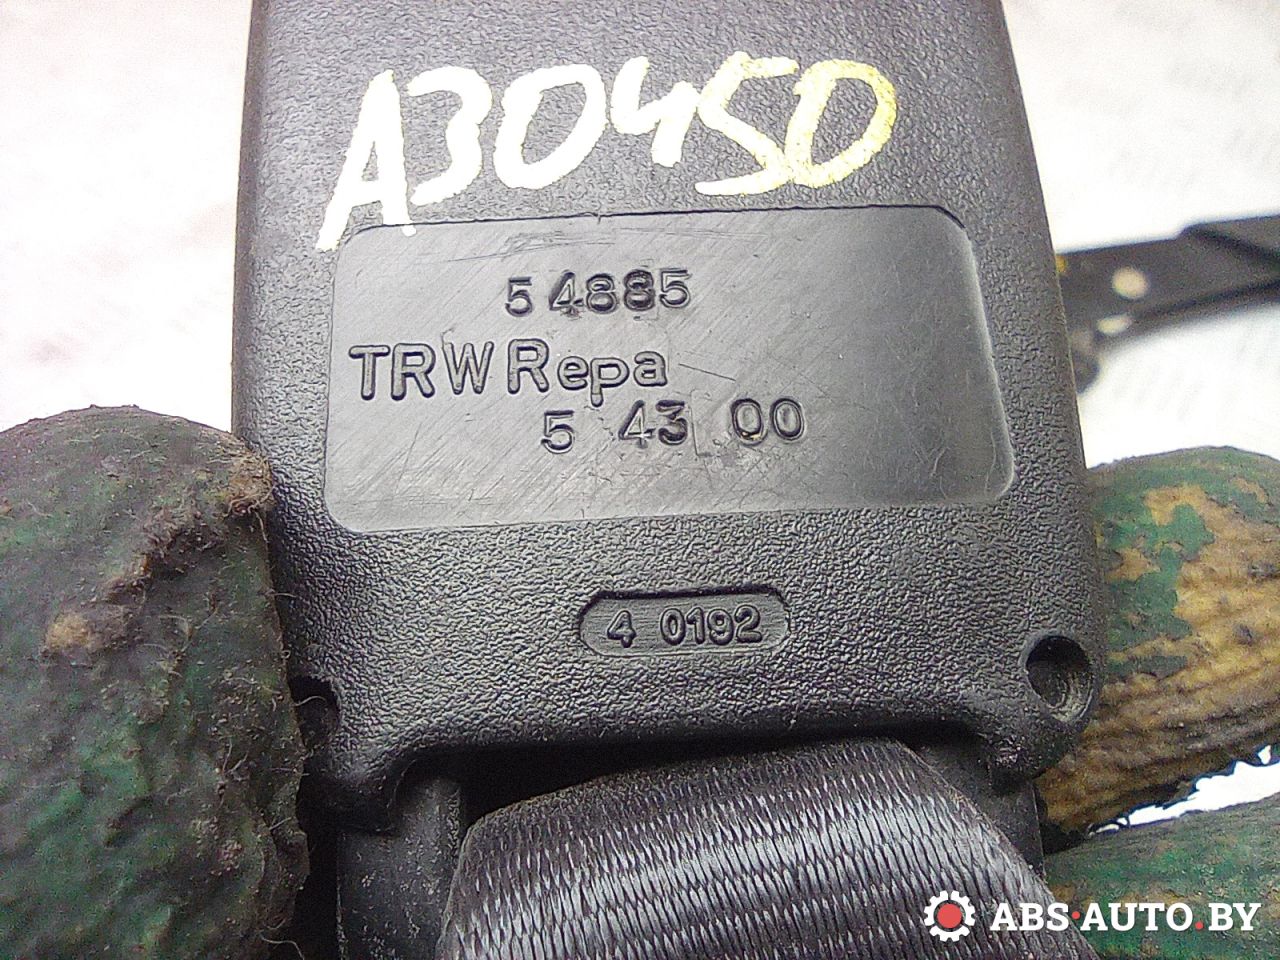 A30450
54885
TRW Repa
5 43 00
4 0192
ABS·AUTO.BY